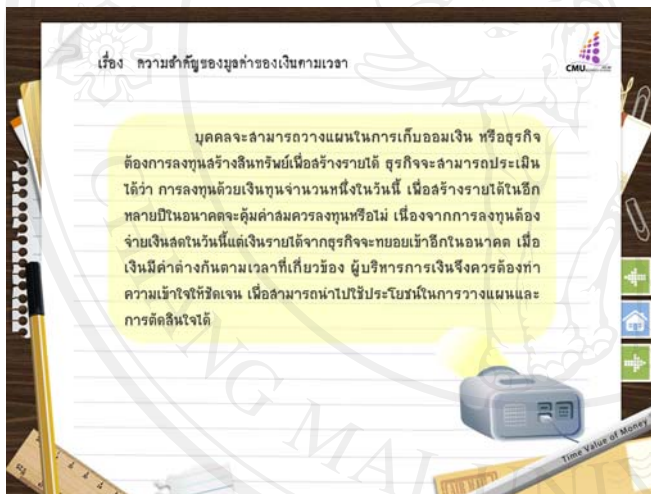 เรื่อง ความสำคัญของมูลค่าของเงินตามเวลา
CMU
บุคคลจะสามารถวางแผนในการเก็บออมเงิน หรือธุรกิจ
ต้องการลงทุนสร้างสินทรัพย์เพื่อสร้างรายได้ ธุรกิจจะสามารถประเมิน
ได้ว่า การลงทุนด้วยเงินทุนจำนวนหนึ่งในวันนี้ เพื่อสร้างรายได้ในอีก
หลายปีในอนาคตจะคุ้มค่าสมควรลงทุนหรือไม่ เนื่องจากการลงทุนต้อง
จ่ายเงินสดในวันนี้แต่เงินรายได้จากธุรกิจจะทยอยเข้าอีกในอนาคต เมื่อ
เงินมีค่าต่างกันตามเวลาที่เกี่ยวข้อง ผู้บริหารการเงินจึงควรต้องทำ
ความเข้าใจให้ชัดเจน เพื่อสามารถนำไปใช้ประโยชน์ในการวางแผนและ
การตัดสินใจได้
Time Value of Money
CHIANG MAI UNIV